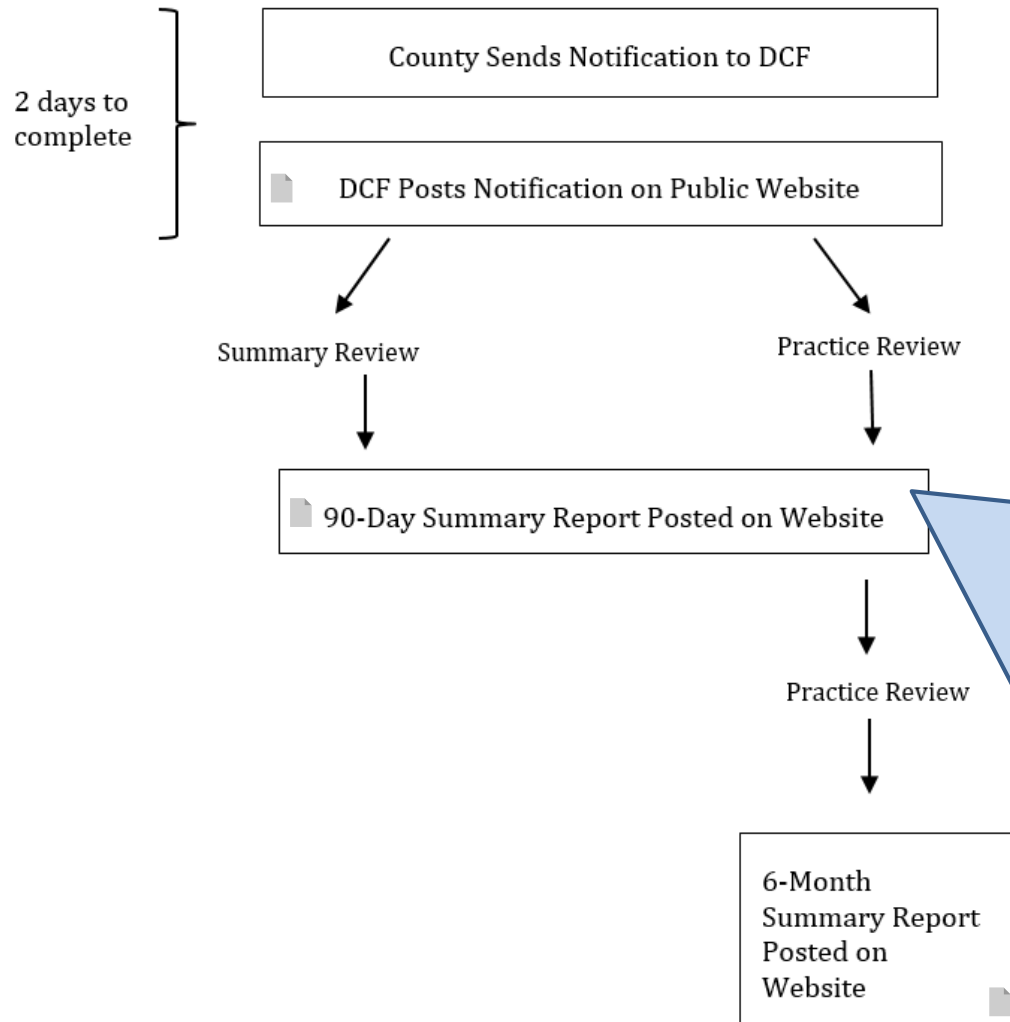 County Sends Notification to DCF
2 days to
complete
DCF Posts Notification on Public Website
Summary Review
Practice Review
90-Day Summary Report Posted on Website
Practice Review
6-Month
Summary Report
Posted on
Website